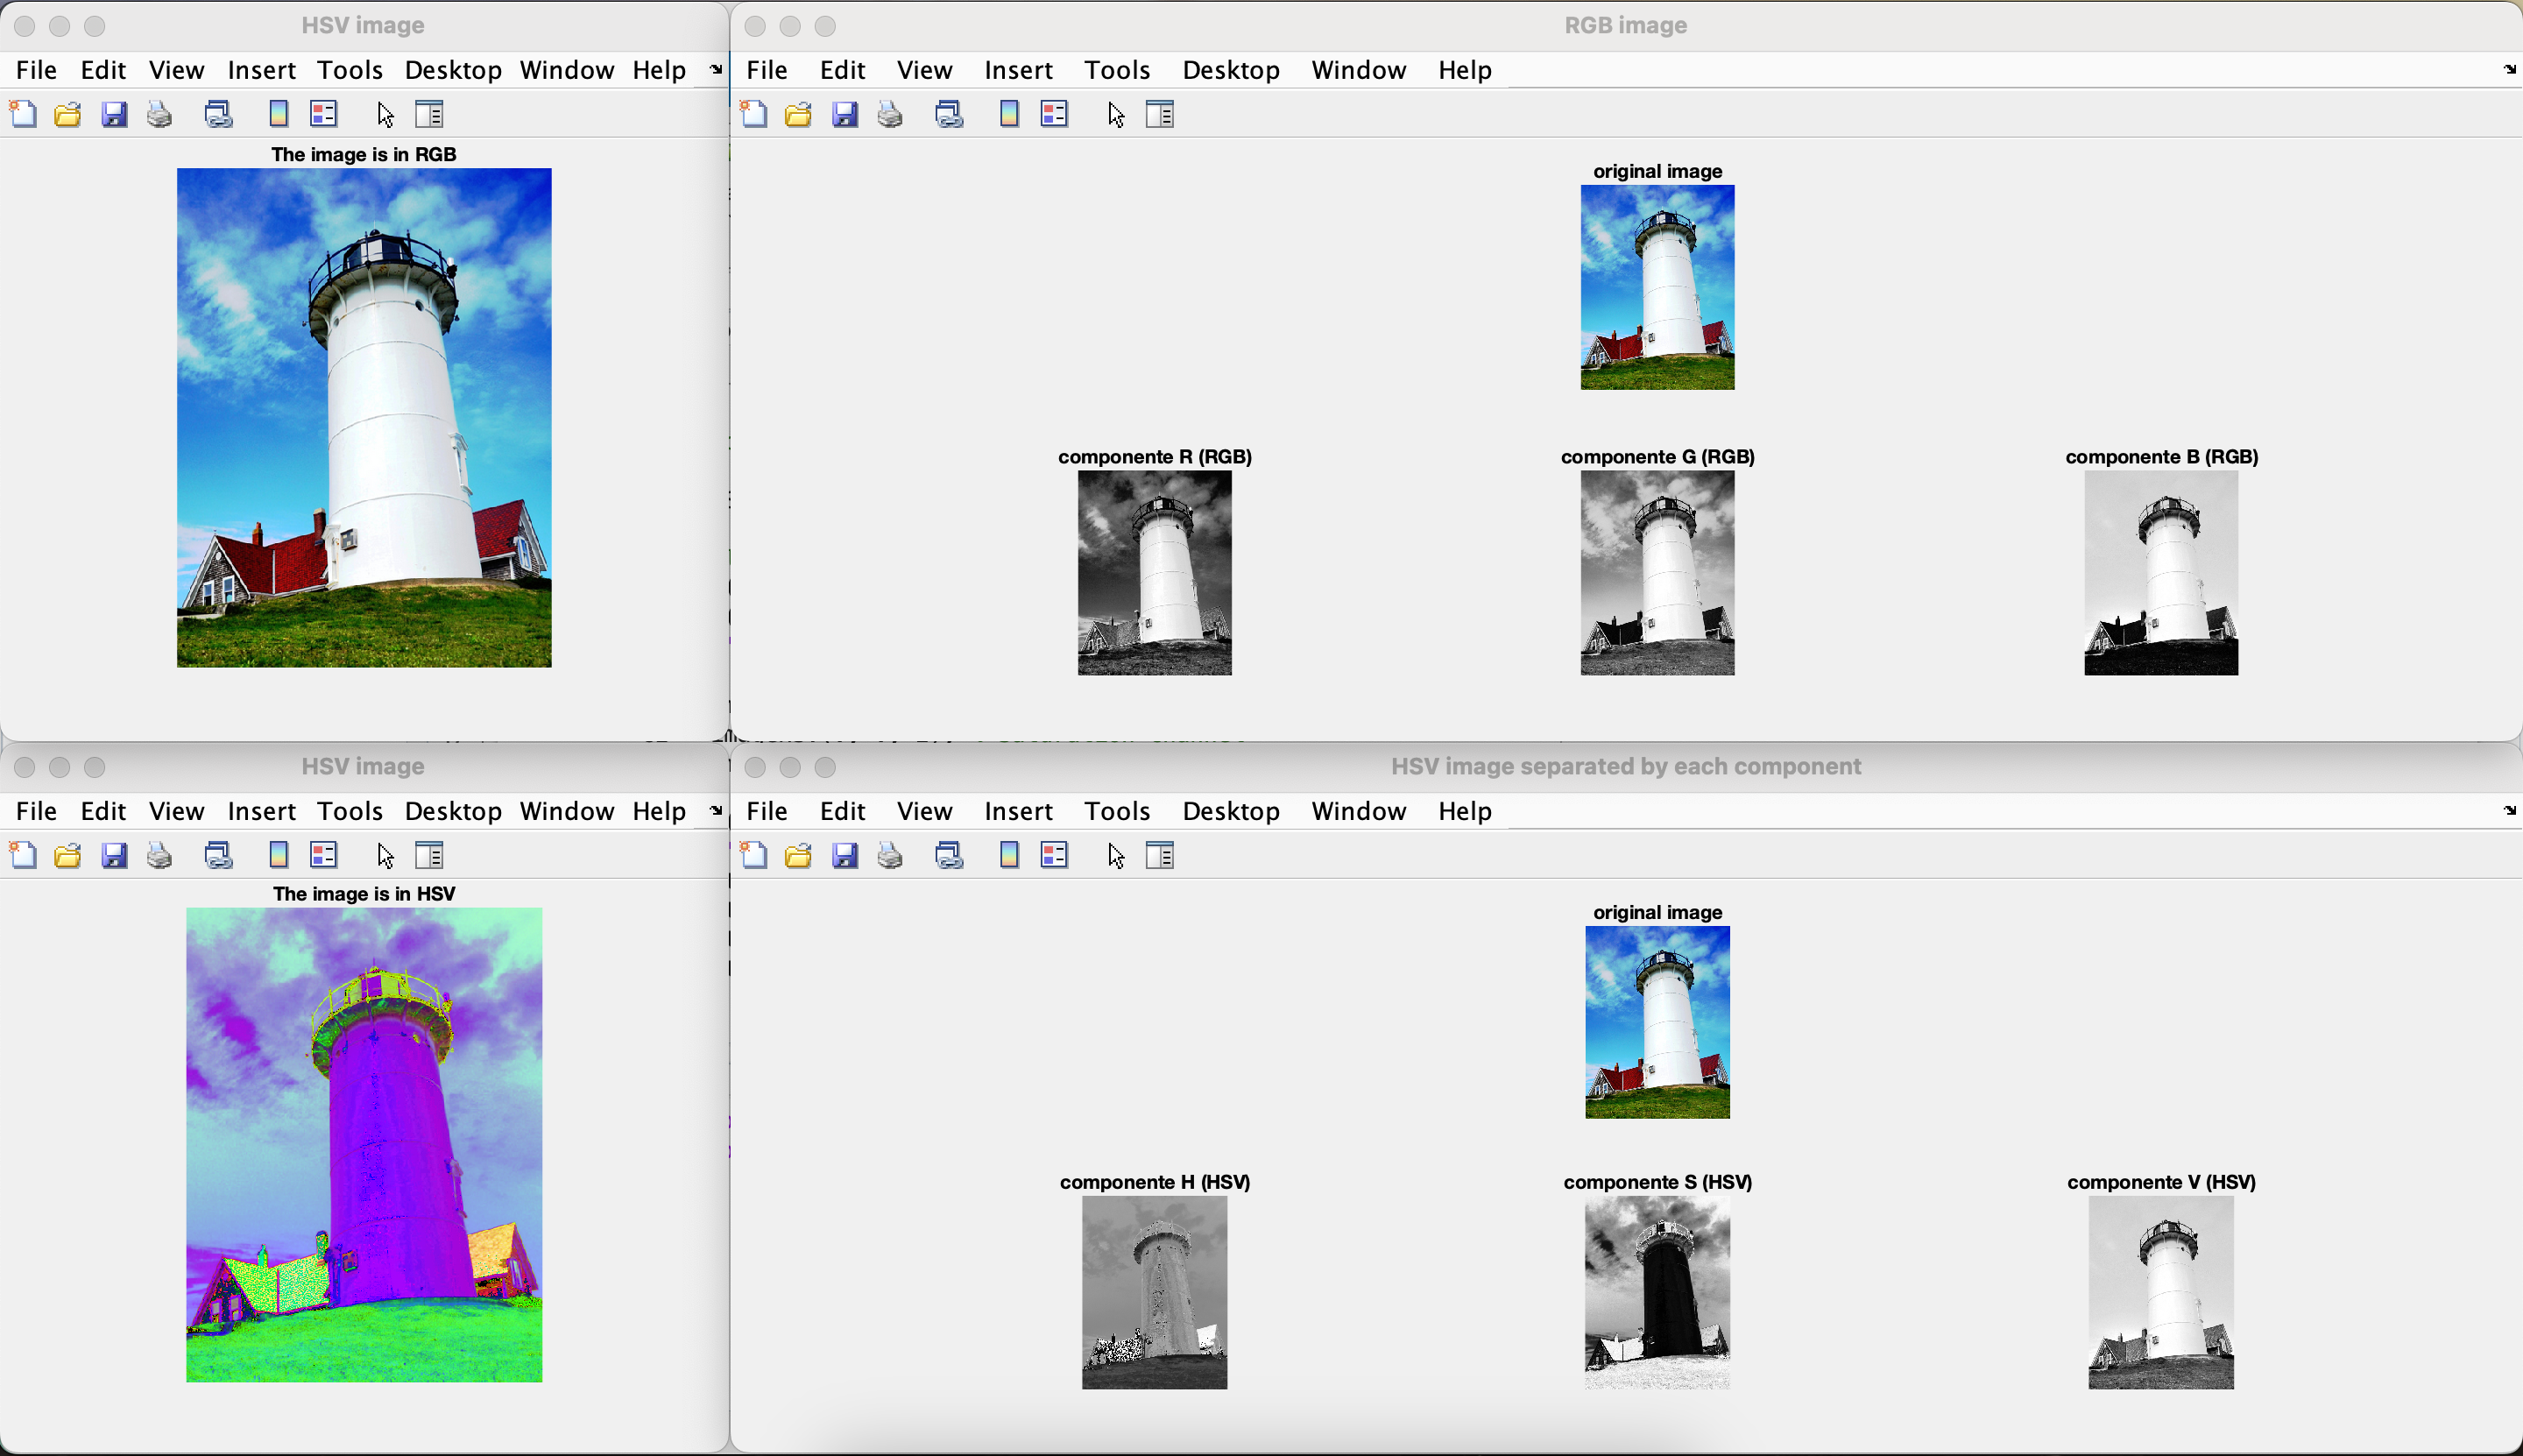 HSV image
File Edit View Insert Tools Desktop Window Help
The image is in RGB
RGB image
File Edit View Insert Tools Desktop Window Help
original image
componente R (RGB)
componente G (RGB)
componente B (RGB)
HSV image
File Edit View Insert Tools Desktop Window Help
The image is in HSV
HSV image separated by each component
File Edit View Insert Tools Desktop Window Help
original image
componente H (HSV)
componente S (HSV)
componente V (HSV)